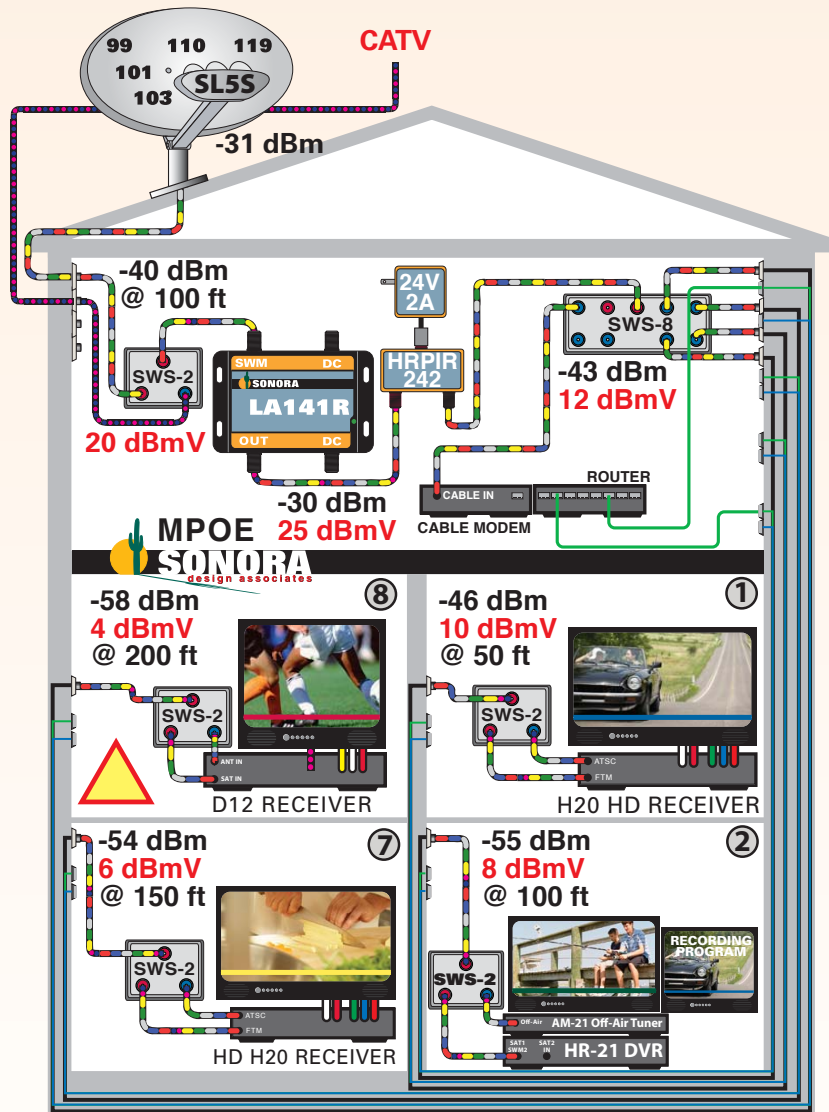 99 110 119
101
103
SL5S
CATV
-31 dBm
-40 dBm
@ 100 ft
SWS-2
20 dBmV
SWM DC
SONORA
LA141R
OUT DC
24V
2A
HRPIR
242
-30 dBm
25 dBmV
SWS-8
-43 dBm
12 dBmV
CABLE IN
CABLE MODEM
ROUTER
MPOE
SONORA
design associates
-58 dBm
4 dBmV
@ 200 ft
8
SWS-2
ANT IN
SAT IN
D12 RECEIVER
-46 dBm
10 dBmV
@ 50 ft
1
SWS-2
ATSC
FTM
H20 HD RECEIVER
-54 dBm
6 dBmV
@ 150 ft
7
SWS-2
ATSC
FTM
HD H20 RECEIVER
-55 dBm
8 dBmV
@ 100 ft
2
RECORDING
PROGRAM
SWS-2
Off-Air AM-21 Off-Air Tuner
SAT1 SAT2
SWM2 IN
HR-21 DVR